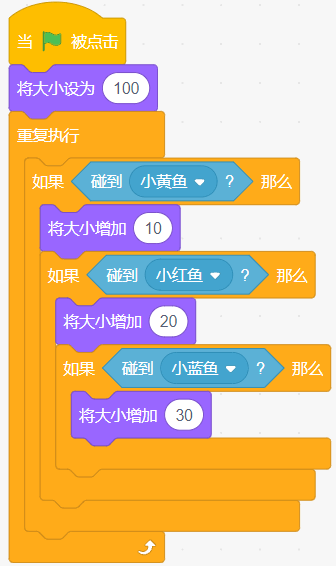 当 被点击
将大小设为 100
重复执行
如果 碰到 小黄鱼 ? 那么
将大小增加 10
如果 碰到 小红鱼 ? 那么
将大小增加 20
如果 碰到 小蓝鱼 ? 那么
将大小增加 30